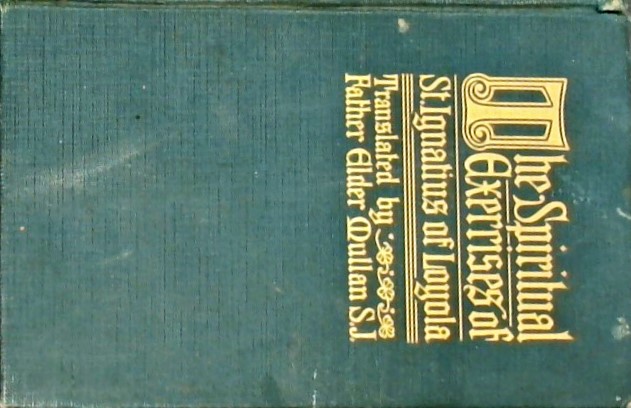 The Spiritual
Exercises of
St. Ignatius of Loyola
Translated by
Father Elder Mullan S.J.